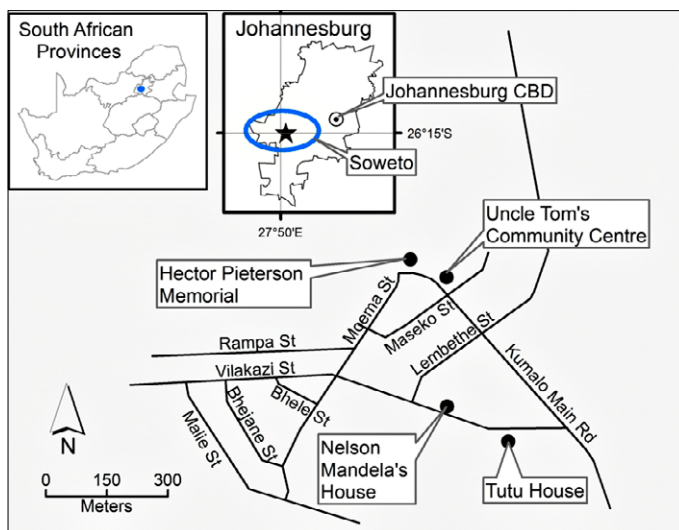 South African
Provinces
Johannesburg
Johannesburg CBD
26°15'S
Soweto
27°50'E
Uncle Tom's
Community Centre
Hector Pieterson
Memorial
Moema St
Maseko St
Lembethe St
Rampa St
Kumalo Main Rd
Vilakazi St
Bhele St
Bhejane St
Malie St
N
Nelson
Mandela's
House
Tutu House
0 150 300
Meters